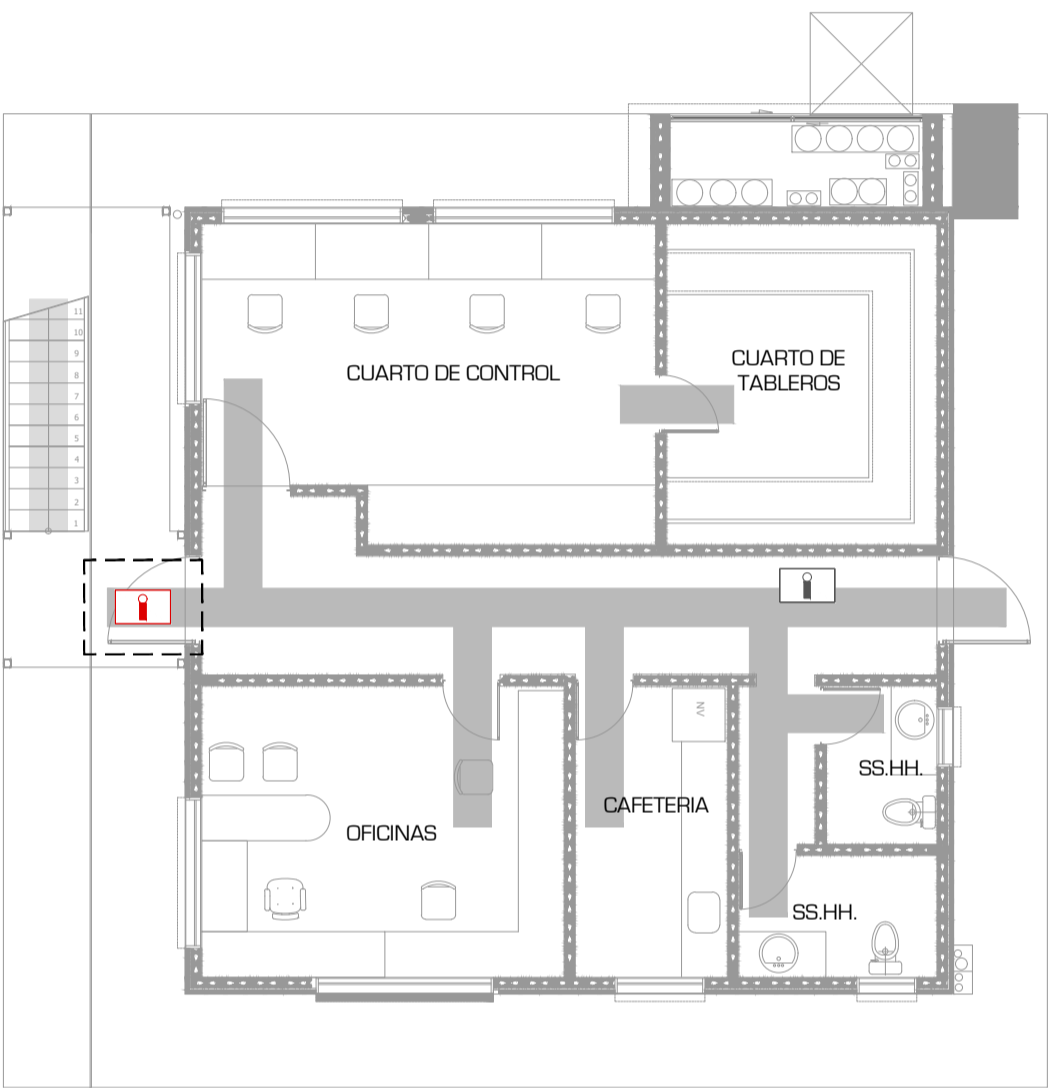 CUARTO DE CONTROL
CUARTO DE
TABLEROS
11
10
9
8
7
6
5
4
3
2
1
NV
SS.HH.
CAFETERIA
OFICINAS
SS.HH.